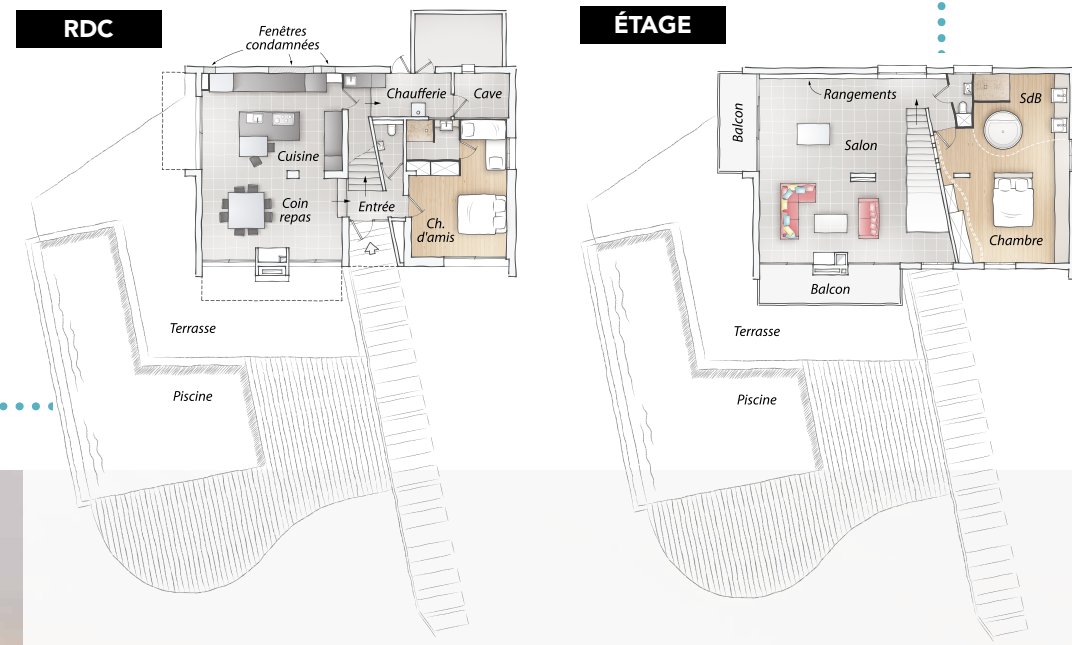 RDC
Fenêtres
condamnées
Chaufferie
Cave
Cuisine
Coin
repas
Entrée
Ch.
d'amis
Terrasse
Piscine
ÉTAGE
Rangements
SdB
Balcon
Salon
Chambre
Balcon
Terrasse
Piscine